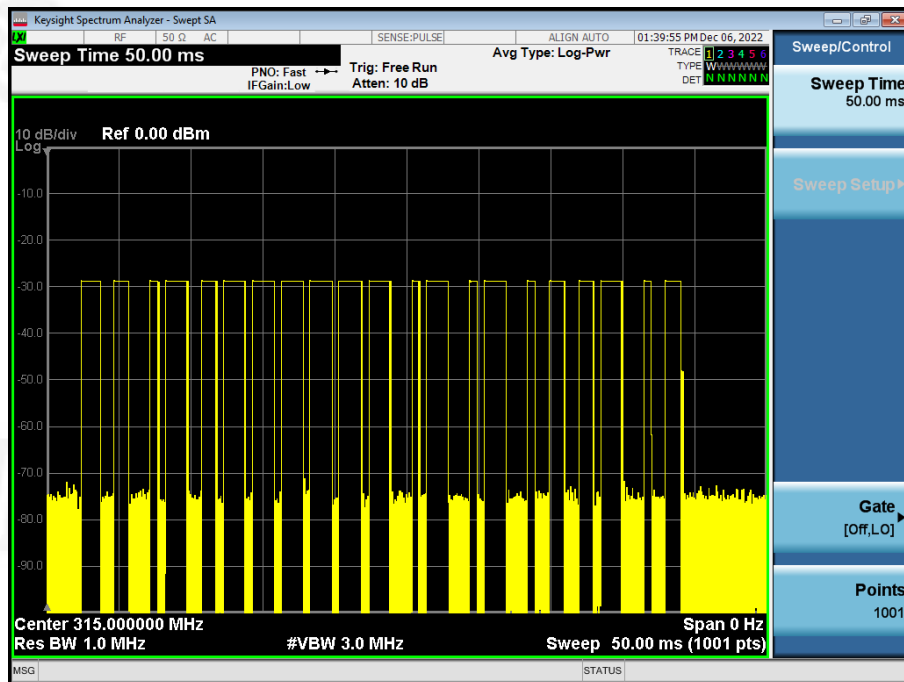 Keysight Spectrum Analyzer - Swept SA
LXI RF 50 Ω AC SENSE:PULSE ALIGN AUTO 01:39:55 PM Dec 06, 2022
Sweep Time 50.00 ms
PNO: Fast
IFGain:Low
Trig: Free Run
Atten: 10 dB
Avg Type: Log-Pwr
TRACE 1 2 3 4 5 6
TYPE WWWWWW
DET N N N N N N
Sweep/Control
Sweep Time
50.00 ms
Sweep Setup
Gate
[Off,LO]
Points
1001
10 dB/div Ref 0.00 dBm
Log
-10.0
-20.0
-30.0
-40.0
-50.0
-60.0
-70.0
-80.0
-90.0
Center 315.000000 MHz Span 0 Hz
Res BW 1.0 MHz #VBW 3.0 MHz Sweep 50.00 ms (1001 pts)
MSG STATUS